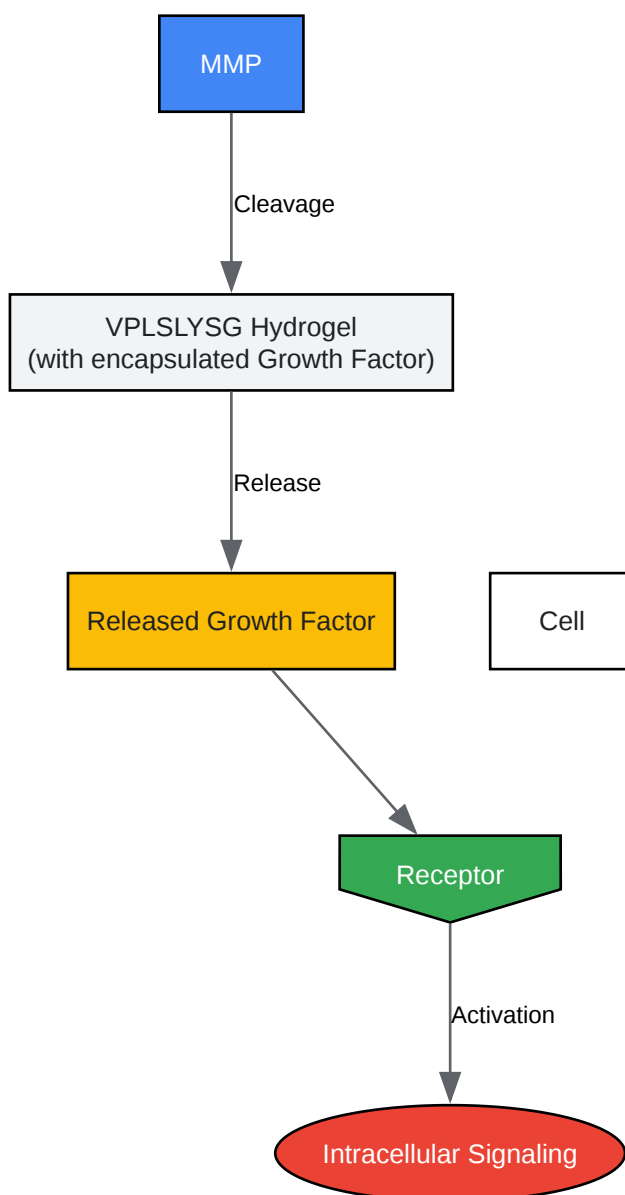 MMP
Cleavage
VPLSLYSG Hydrogel
(with encapsulated Growth Factor)
Release
Released Growth Factor
Cell
Receptor
Activation
Intracellular Signaling